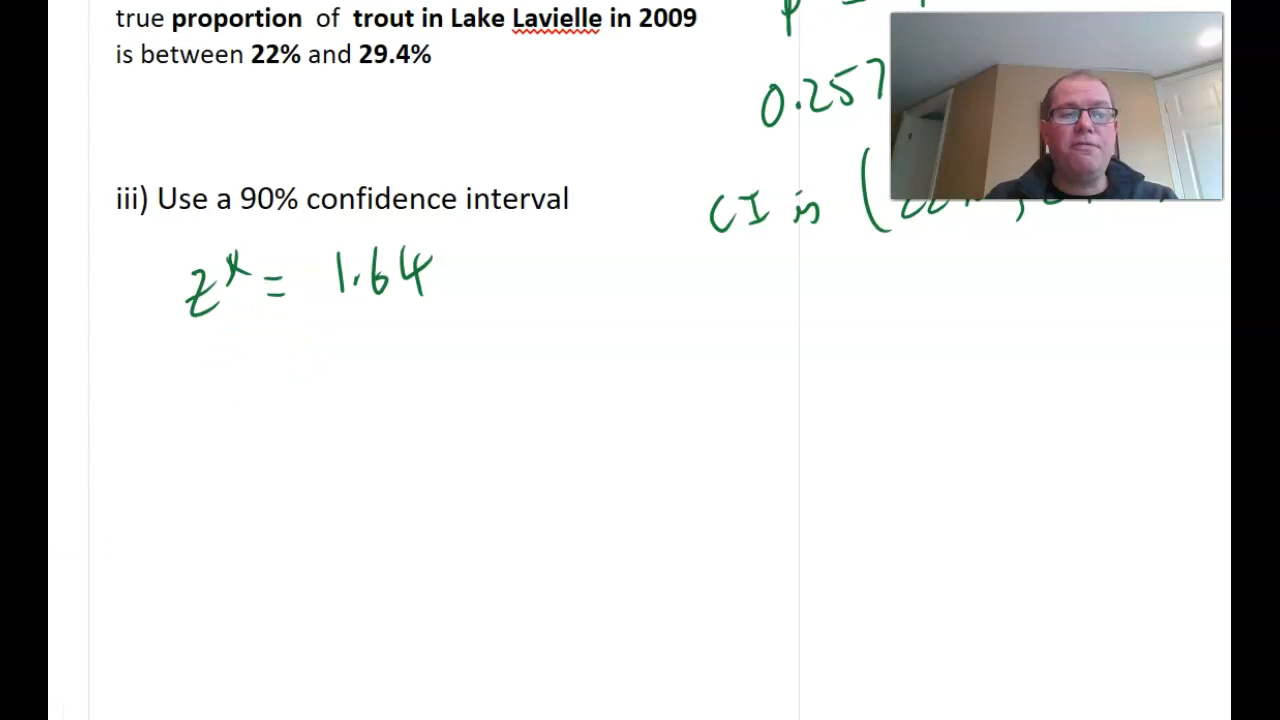 true proportion of trout in Lake Lavielle in 2009
is between 22% and 29.4%
0.257
iii) Use a 90% confidence interval
CI is (
z* = 1.64